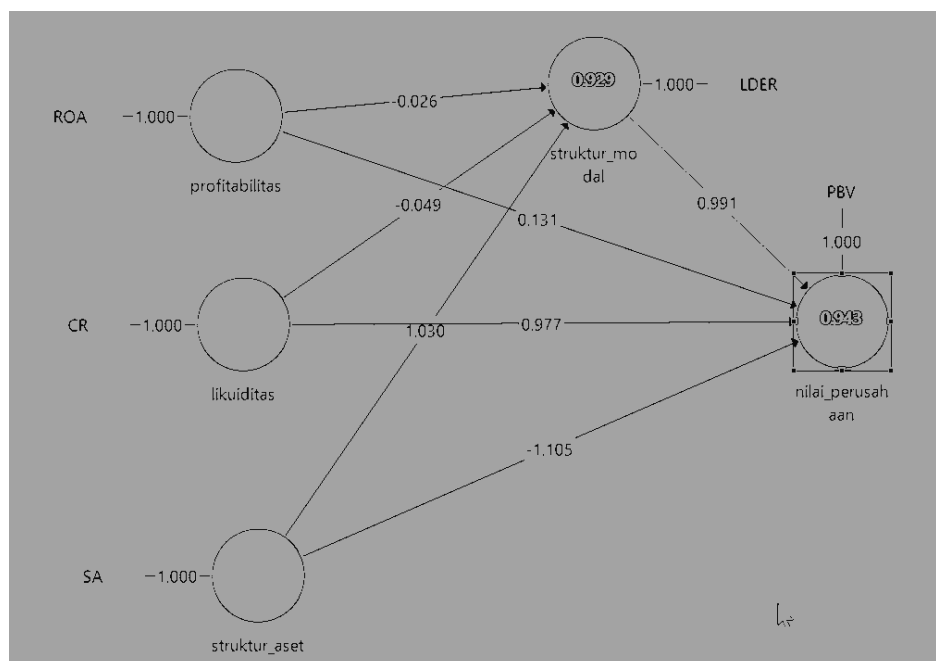 0.929
1.000
LDER
ROA
1.000
-0.026
struktur_mo
dal
profitabilitas
PBV
-0.049
0.991
0.131
1.000
CR
1.000
1.030
0.977
0.943
likuiditas
nilai_perusah
aan
-1.105
SA
1.000
struktur_aset